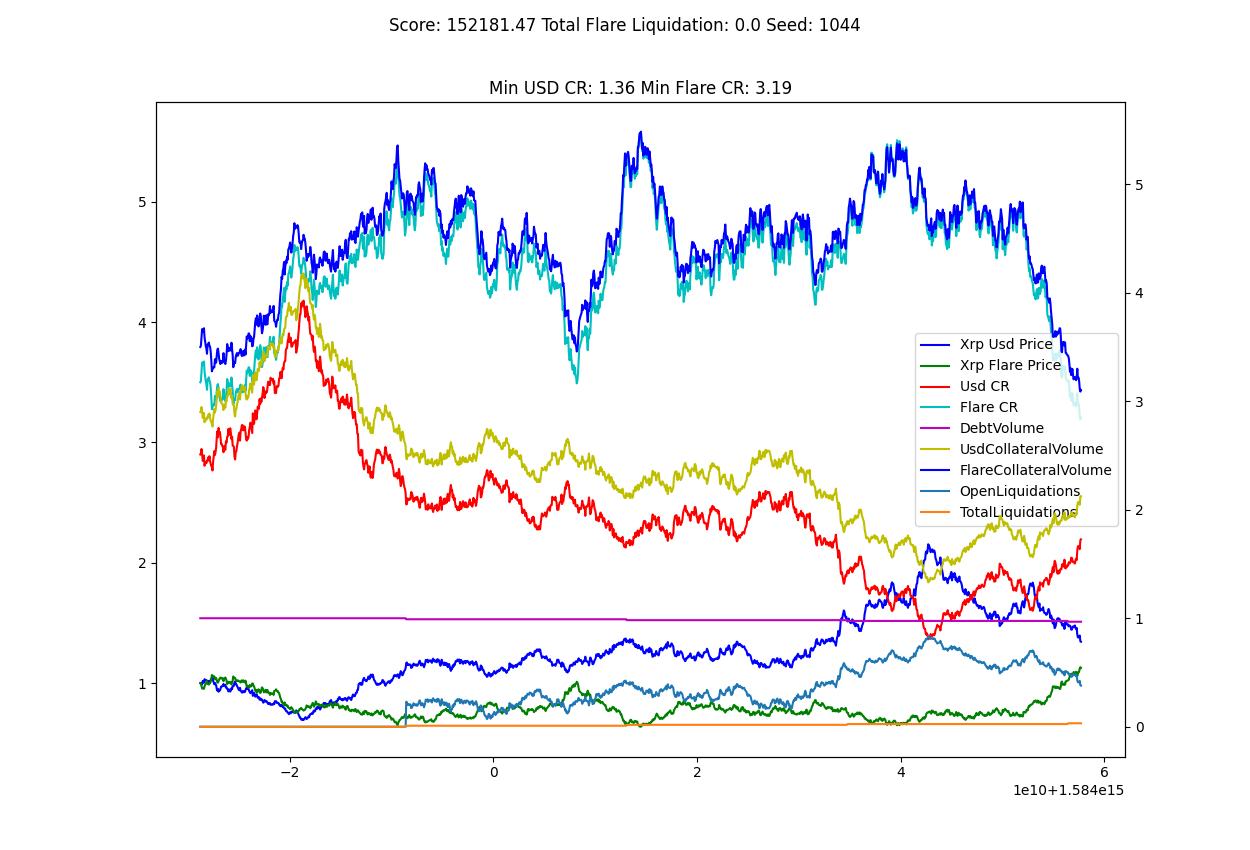 Score: 152181.47 Total Flare Liquidation: 0.0 Seed: 1044
Min USD CR: 1.36 Min Flare CR: 3.19
5
4
3
2
1
5
4
3
2
1
0
Xrp Usd Price
Xrp Flare Price
Usd CR
Flare CR
DebtVolume
UsdCollateralVolume
FlareCollateralVolume
OpenLiquidations
TotalLiquidations
−2 0 2 4 6
1e10+1.584e15